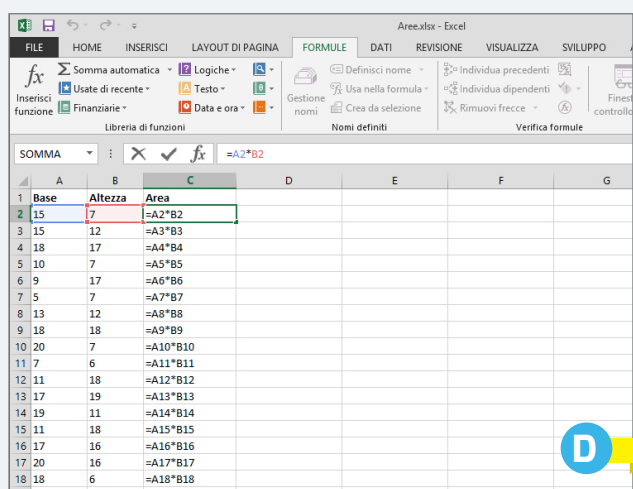 Aree.xlsx - Excel
FILE HOME INSERISCI LAYOUT DI PAGINA FORMULE DATI REVISIONE VISUALIZZA SVILUPPO
fx Inserisci funzione
Σ Somma automatica
Usate di recente
Finanziarie
? Logiche
A Testo
Data e ora
Libreria di funzioni
Gestione nomi
Definisci nome
Usa nella formula
Crea da selezione
Nomi definiti
Individua precedenti
Individua dipendenti
Rimuovi frecce
fx
Verifica formule
Finest
controllo
SOMMA fx =A2*B2
A B C D E F G
1 Base Altezza Area
2 15 7 =A2*B2
3 15 12 =A3*B3
4 18 17 =A4*B4
5 10 7 =A5*B5
6 9 17 =A6*B6
7 5 7 =A7*B7
8 13 12 =A8*B8
9 18 18 =A9*B9
10 20 7 =A10*B10
11 7 6 =A11*B11
12 11 18 =A12*B12
13 17 19 =A13*B13
14 19 11 =A14*B14
15 11 18 =A15*B15
16 17 16 =A16*B16
17 20 16 =A17*B17
18 18 6 =A18*B18
D